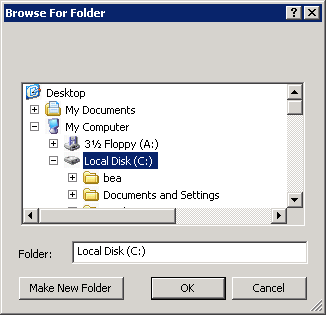 Browse For Folder
Desktop
My Documents
My Computer
3½ Floppy (A:)
Local Disk (C:)
bea
Documents and Settings
Folder: Local Disk (C:)
Make New Folder OK Cancel